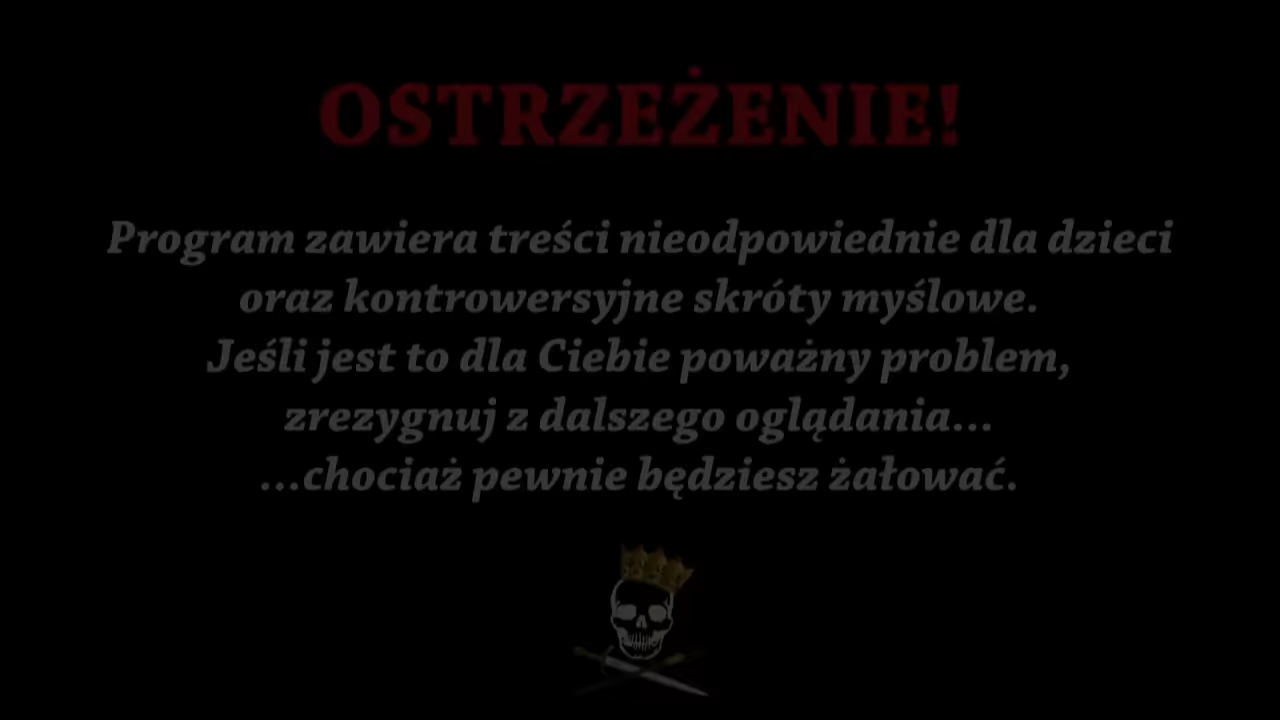 OSTRZEŻENIE!
Program zawiera treści nieodpowiednie dla dzieci
oraz kontrowersyjne skróty myślowe.
Jeśli jest to dla Ciebie poważny problem,
zrezygnuj z dalszego oglądania...
...chociaż pewnie będziesz żałować.